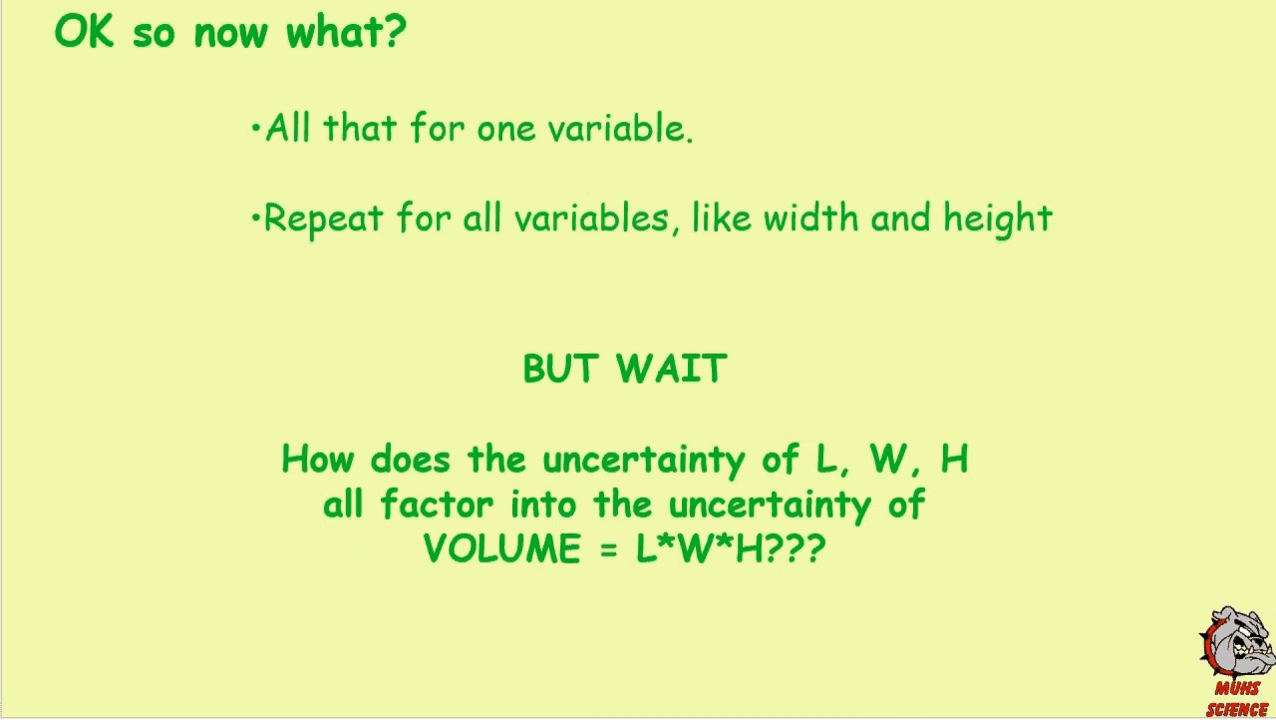 OK so now what?
•All that for one variable.
•Repeat for all variables, like width and height
BUT WAIT
How does the uncertainty of L, W, H
all factor into the uncertainty of
VOLUME = L*W*H???
MUHS
SCIENCE